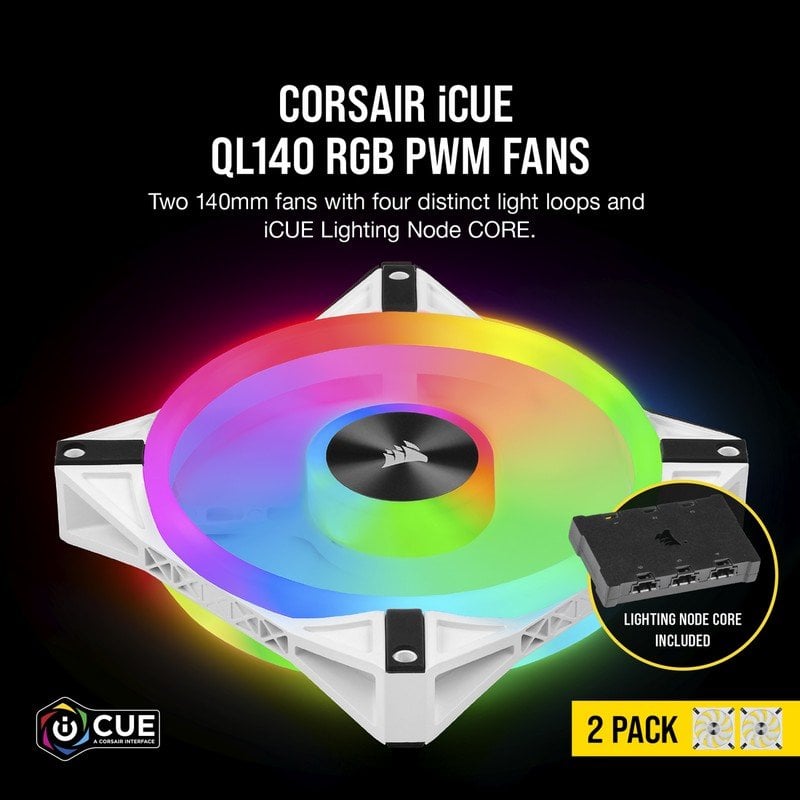 CORSAIR iCUE
QL140 RGB PWM FANS
Two 140mm fans with four distinct light loops and
iCUE Lighting Node CORE.
LIGHTING NODE CORE
INCLUDED
iCUE
A CORSAIR INTERFACE
2 PACK